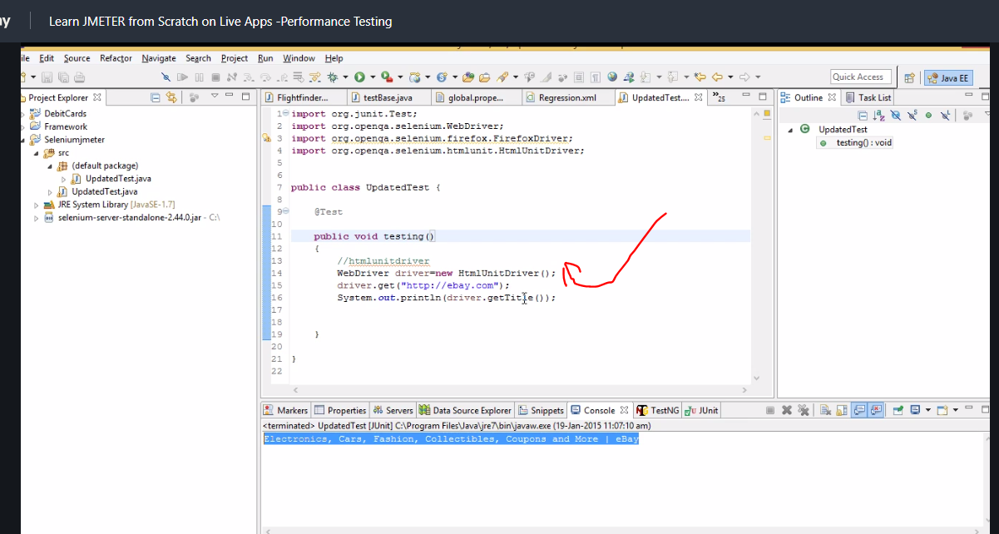 Learn JMETER from Scratch on Live Apps -Performance Testing
Edit Source Refactor Navigate Search Project Run Window Help
Quick Access
Java EE
Project Explorer
Flightfinder...
testBase.java
global.prope...
Regression.xml
UpdatedTest....
»25
Outline
Task List
DebitCards
Framework
Seleniumjmeter
src
(default package)
UpdatedTest.java
UpdatedTest.java
JRE System Library [JavaSE-1.7]
selenium-server-standalone-2.44.0.jar - C:\
1 import org.junit.Test;
2 import org.openqa.selenium.WebDriver;
3 import org.openqa.selenium.firefox.FirefoxDriver;
4 import org.openqa.selenium.htmlunit.HtmlUnitDriver;
5
6
7 public class UpdatedTest {
8
9 @Test
10
11 public void testing()
12 {
13 //htmlunitdriver
14 WebDriver driver=new HtmlUnitDriver();
15 driver.get("http://ebay.com");
16 System.out.println(driver.getTitle());
17
18
19 }
20
21 }
22
UpdatedTest
testing() : void
Markers
Properties
Servers
Data Source Explorer
Snippets
Console
TestNG
JUnit
<terminated> UpdatedTest [JUnit] C:\Program Files\Java\jre7\bin\javaw.exe (19-Jan-2015 11:07:10 am)
Electronics, Cars, Fashion, Collectibles, Coupons and More | eBay